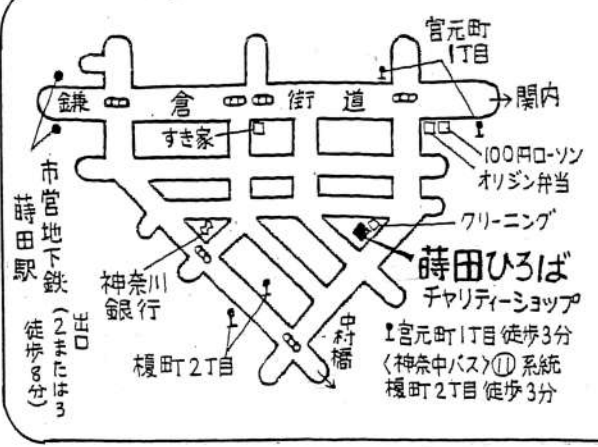 宮元町
1丁目
鎌倉街道
→関内
すき家
100円ローソン
オリジン弁当
クリーニング
市営地下鉄
蒔田駅
出口
(2または3
徒歩8分)
神奈川
銀行
榎町2丁目
中村橋
蒔田ひろば
チャリティーショップ
宮元町1丁目徒歩3分
〈神奈中バス〉⑪系統
榎町2丁目徒歩3分